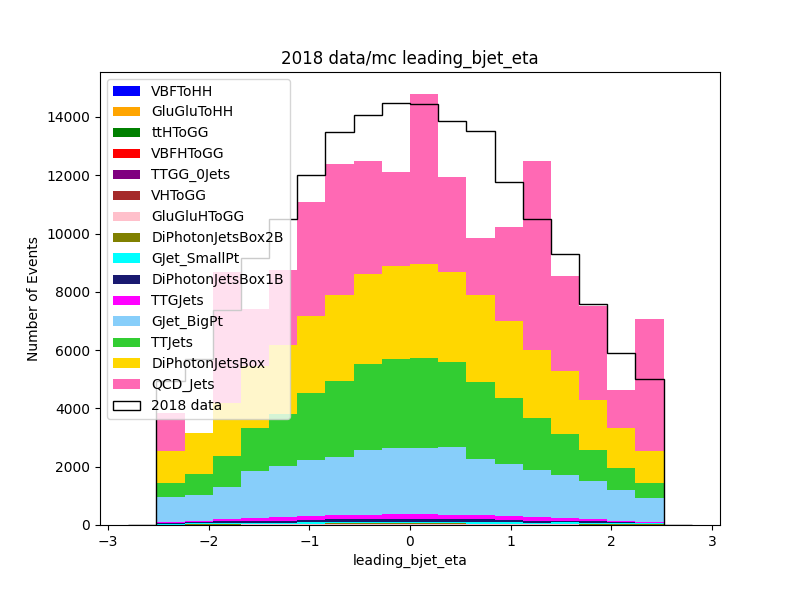 2018 data/mc leading_bjet_eta
Number of Events
14000
12000
10000
8000
6000
4000
2000
0
VBFToHH
GluGluToHH
ttHToGG
VBFHToGG
TTGG_0Jets
VHToGG
GluGluHToGG
DiPhotonJetsBox2B
GJet_SmallPt
DiPhotonJetsBox1B
TTGJets
GJet_BigPt
TTJets
DiPhotonJetsBox
QCD_Jets
2018 data
−3 −2 −1 0 1 2 3
leading_bjet_eta